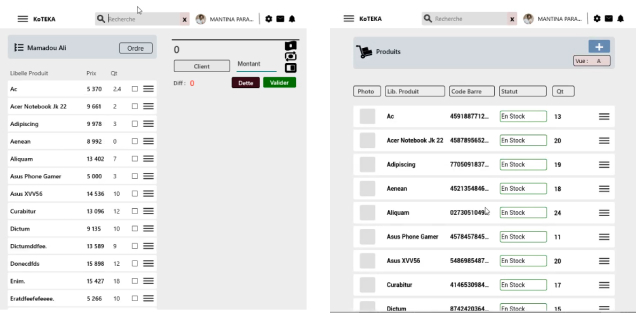 KoTEKA
Recherche
x
MANTINA PARA...
Mamadou Ali
Ordre
Libelle Produit Prix Qt
Ac 5 370 2,4
Acer Notebook Jk 22 9 661 2
Adipiscing 9 978 3
Aenean 8 992 0
Aliquam 13 402 7
Asus Phone Gamer 5 000 3
Asus XVV56 14 536 10
Curabitur 13 096 12
Dictum 9 135 10
Dictumddfee. 13 589 9
Donecdfds 15 898 12
Enim. 15 427 18
Eratdfeefefeeee. 5 266 10
0
Client
Montant
Diff : 0
Dette
Valider
KoTEKA
Recherche
x
MANTINA PARA...
Produits
+
Vue : A
Photo Lib. Produit Code Barre Statut Qt
Ac 4591887712... En Stock 13
Acer Notebook Jk 22 4587895652... En Stock 20
Adipiscing 7705091837... En Stock 19
Aenean 4521354846... En Stock 18
Aliquam 0273051049... En Stock 24
Asus Phone Gamer 4578457845... En Stock 11
Asus XVV56 5486985487... En Stock 20
Curabitur 4146530984... En Stock 17
Dictum 8742420364... En Stock 15